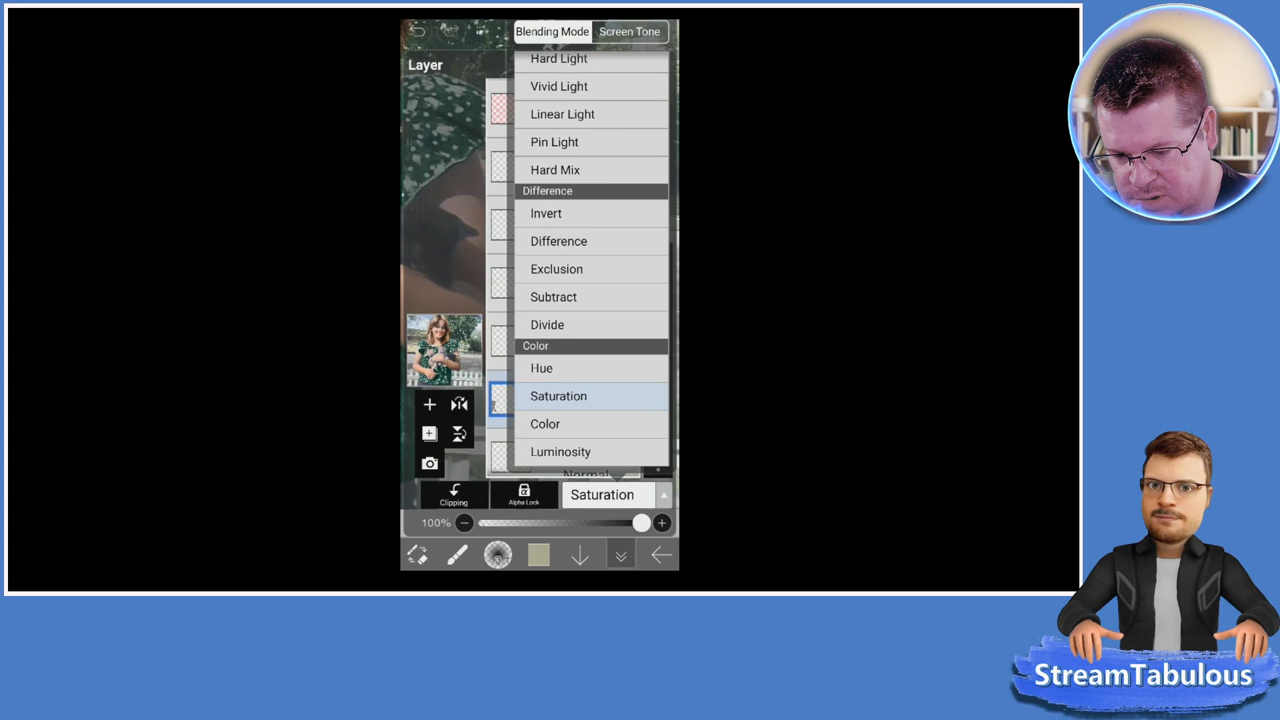 Blending Mode
Screen Tone
Layer
Hard Light
Vivid Light
Linear Light
Pin Light
Hard Mix
Difference
Invert
Difference
Exclusion
Subtract
Divide
Color
Hue
Saturation
Color
Luminosity
Normal
Clipping
Alpha Lock
Saturation
100%
StreamTabulous